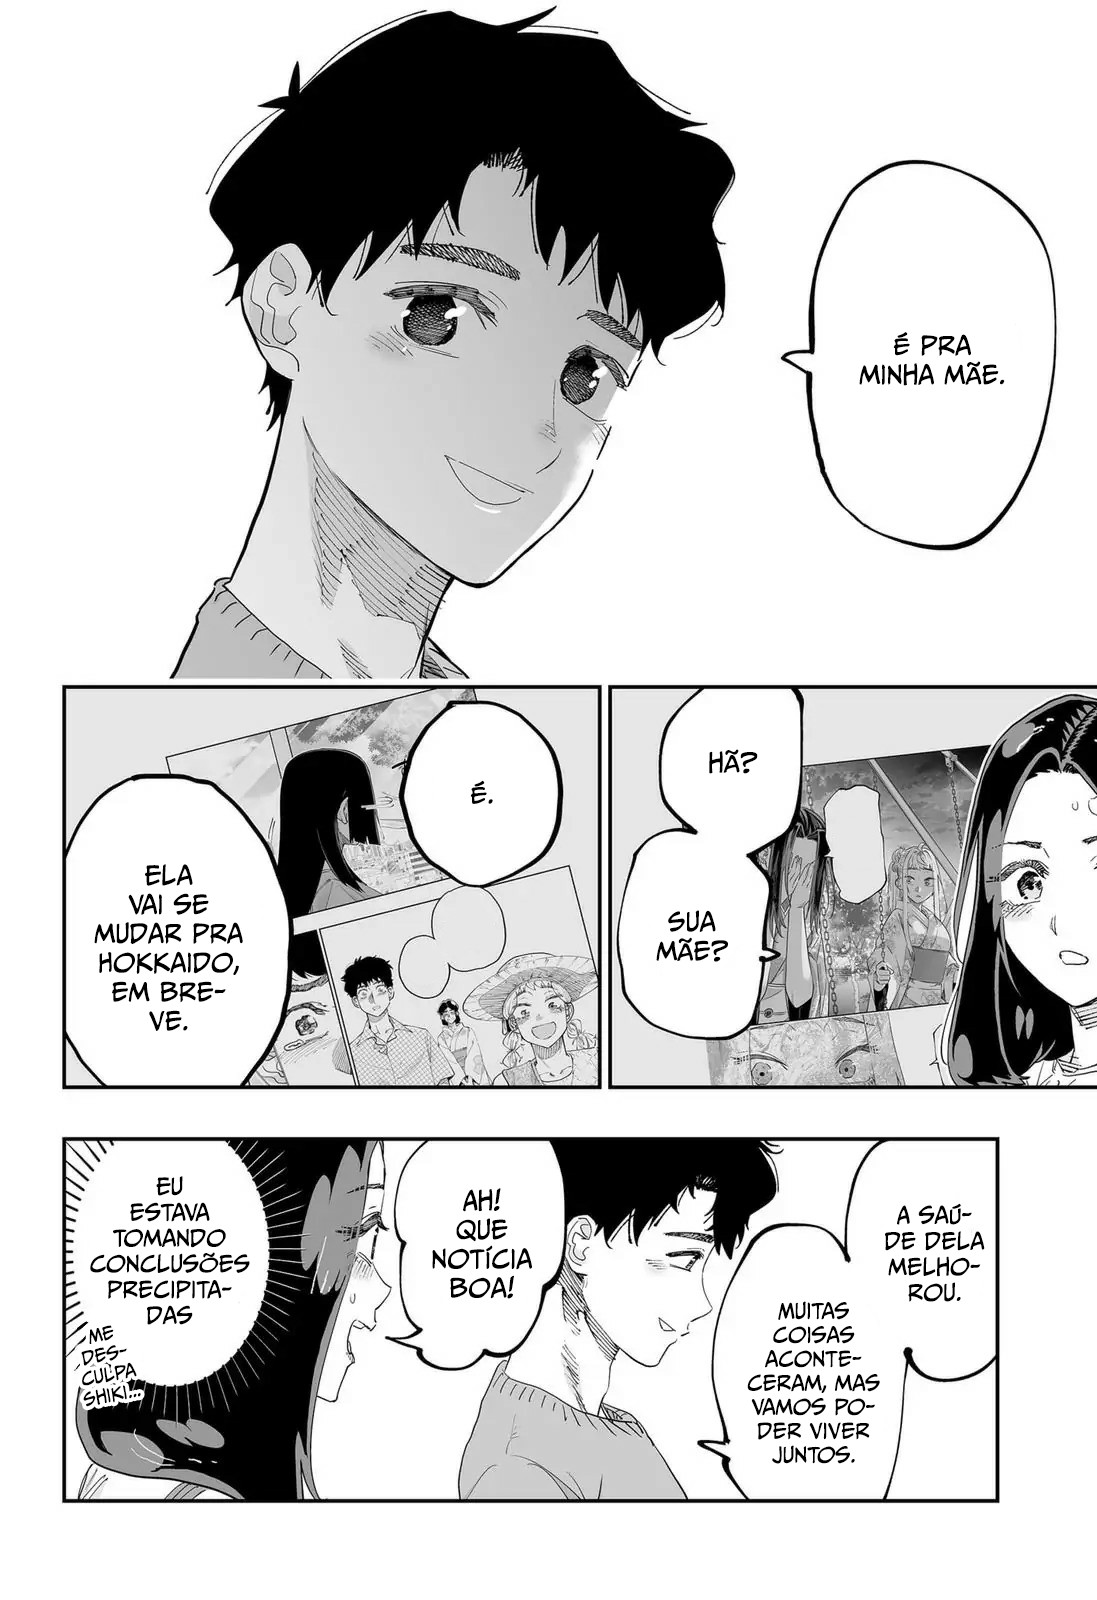 É PRA
MINHA MÃE.
HÃ?
SUA
MÃE?
É.
ELA
VAI SE
MUDAR PRA
HOKKAIDO,
EM BRE-
VE.
A SAÚ-
DE DELA
MELHO-
ROU.
MUITAS
COISAS
ACONTE-
CERAM, MAS
VAMOS PO-
DER VIVER
JUNTOS.
AH!
QUE
NOTÍCIA
BOA!
EU
ESTAVA
TOMANDO
CONCLUSÕES
PRECIPITA-
DAS
ME
DES-
CULPA
SHIKI...